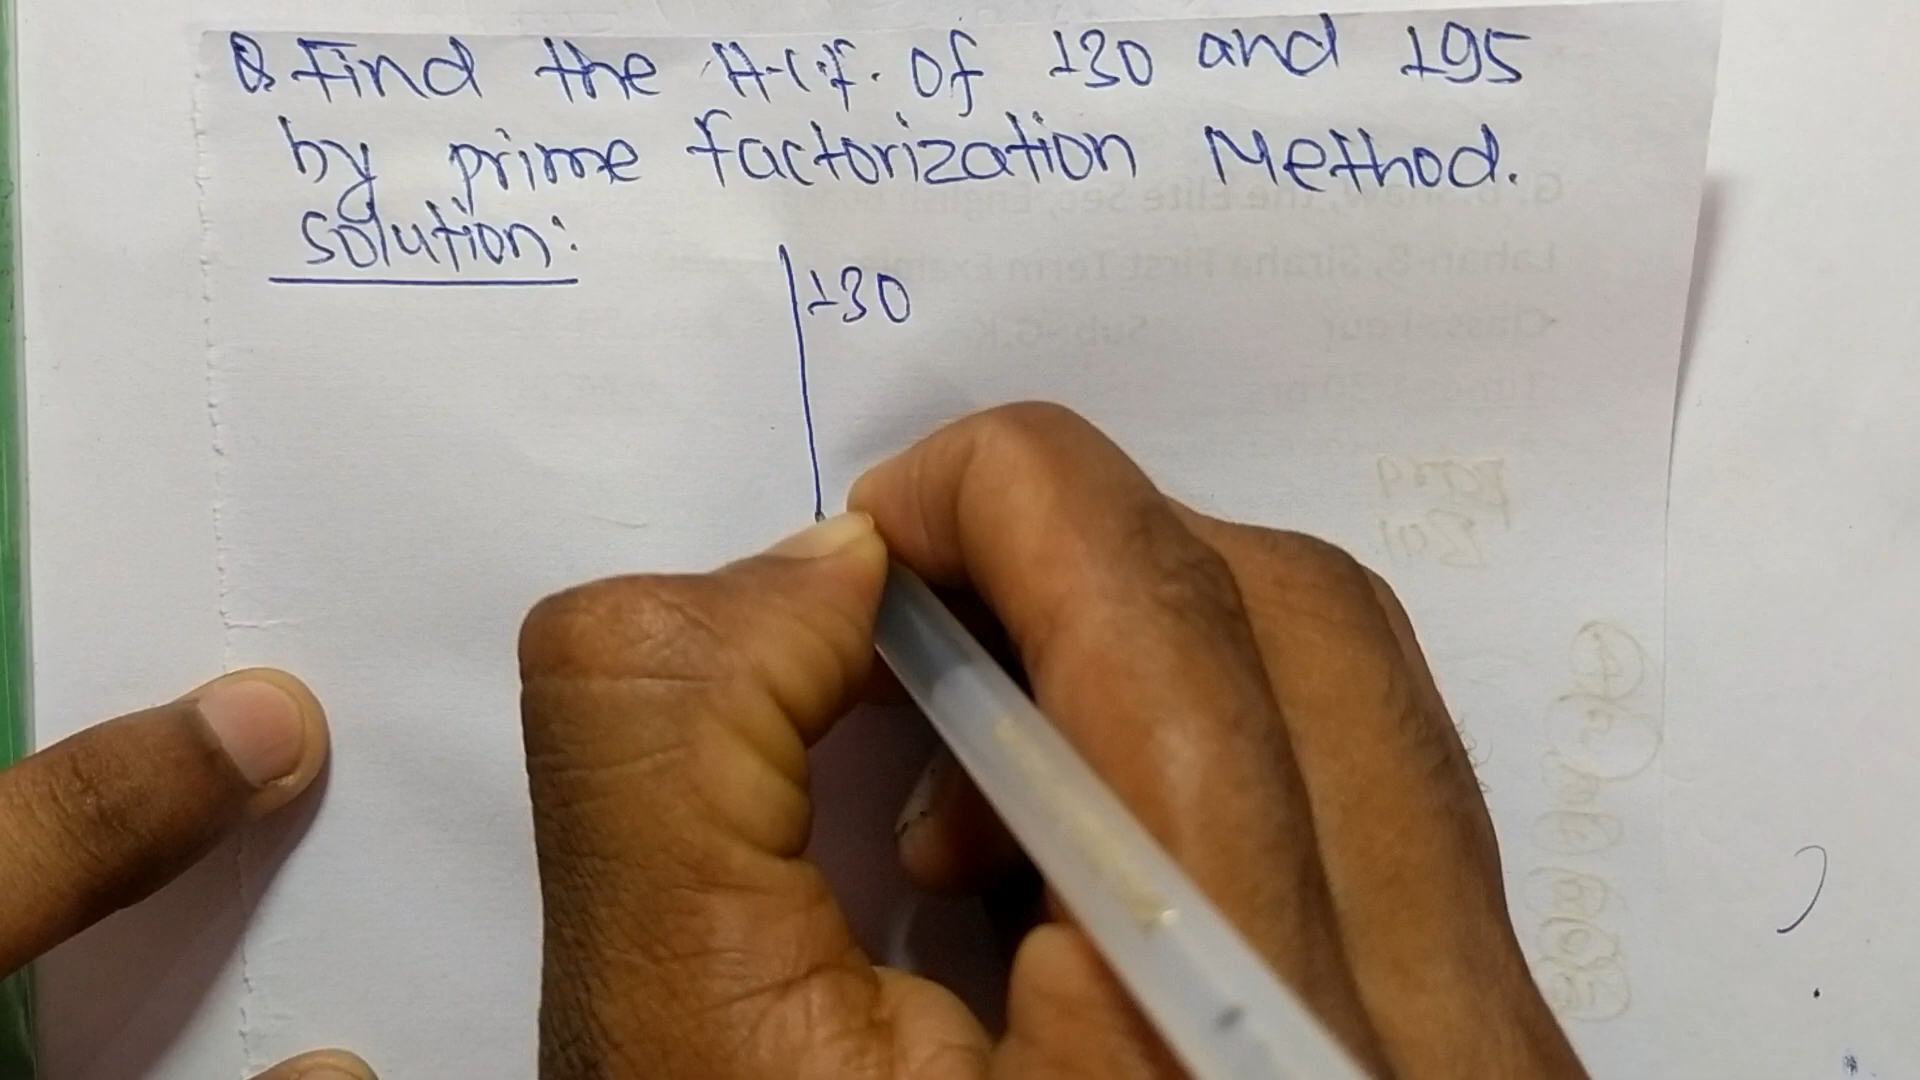 Q Find the H.C.F. of 130 and 195
by prime factorization Method.
Solution:
130